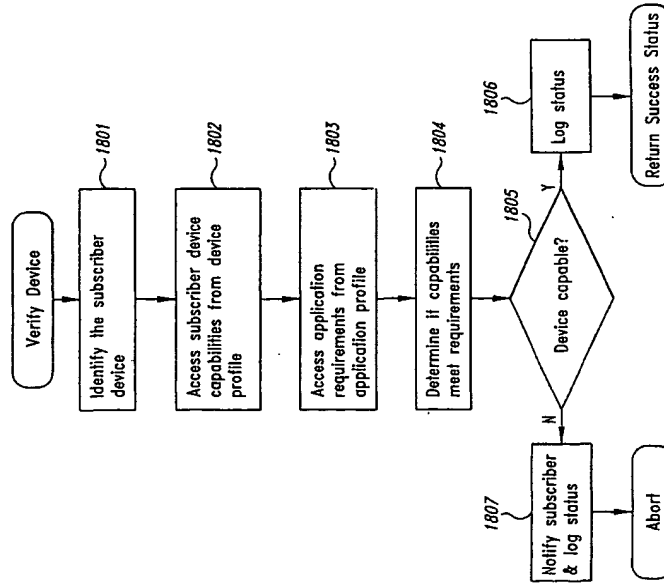 Verify Device
1801
Identify the subscriber
device
1802
Access subscriber device
capabilities from device
profile
1803
Access application
requirements from
application profile
1804
Determine if capabilities
meet requirements
1805
Device capable?
Y
1806
Log status
Return Success Status
N
1807
Notify subscriber
& log status
Abort